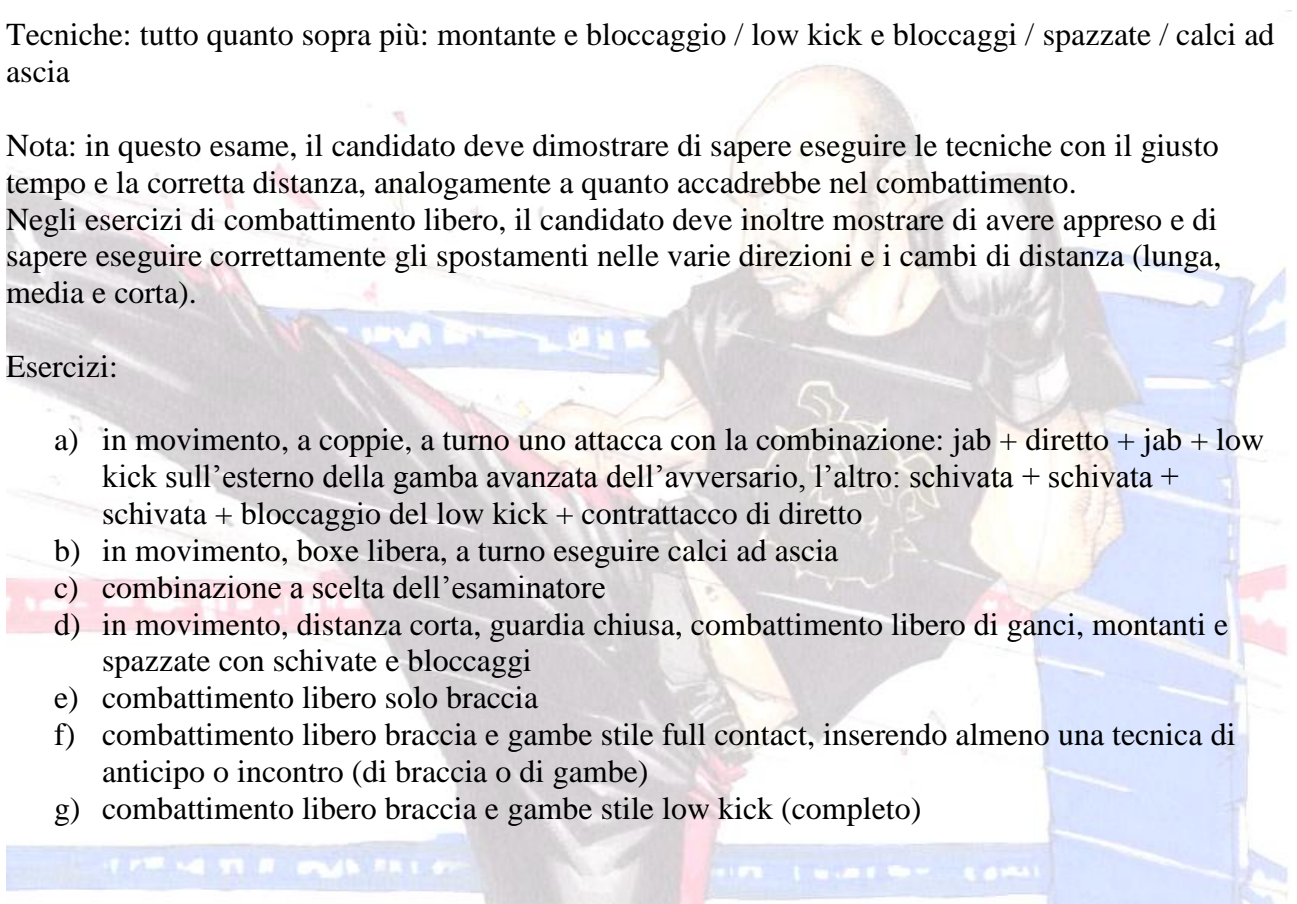 Tecniche: tutto quanto sopra più: montante e bloccaggio / low kick e bloccaggi / spazzate / calci ad
ascia
Nota: in questo esame, il candidato deve dimostrare di sapere eseguire le tecniche con il giusto
tempo e la corretta distanza, analogamente a quanto accadrebbe nel combattimento.
Negli esercizi di combattimento libero, il candidato deve inoltre mostrare di avere appreso e di
sapere eseguire correttamente gli spostamenti nelle varie direzioni e i cambi di distanza (lunga,
media e corta).
Esercizi:
a) in movimento, a coppie, a turno uno attacca con la combinazione: jab + diretto + jab + low
kick sull’esterno della gamba avanzata dell’avversario, l’altro: schivata + schivata +
schivata + bloccaggio del low kick + contrattacco di diretto
b) in movimento, boxe libera, a turno eseguire calci ad ascia
c) combinazione a scelta dell’esaminatore
d) in movimento, distanza corta, guardia chiusa, combattimento libero di ganci, montanti e
spazzate con schivate e bloccaggi
e) combattimento libero solo braccia
f) combattimento libero braccia e gambe stile full contact, inserendo almeno una tecnica di
anticipo o incontro (di braccia o di gambe)
g) combattimento libero braccia e gambe stile low kick (completo)